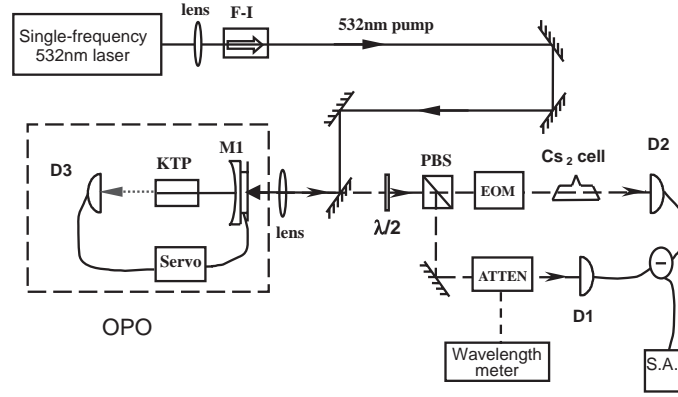 lens
F-I
Single-frequency
532nm laser
532nm pump
D3
KTP
M1
lens
Servo
OPO
λ/2
PBS
EOM
Cs2 cell
D2
ATTEN
D1
−
Wavelength
meter
S.A.